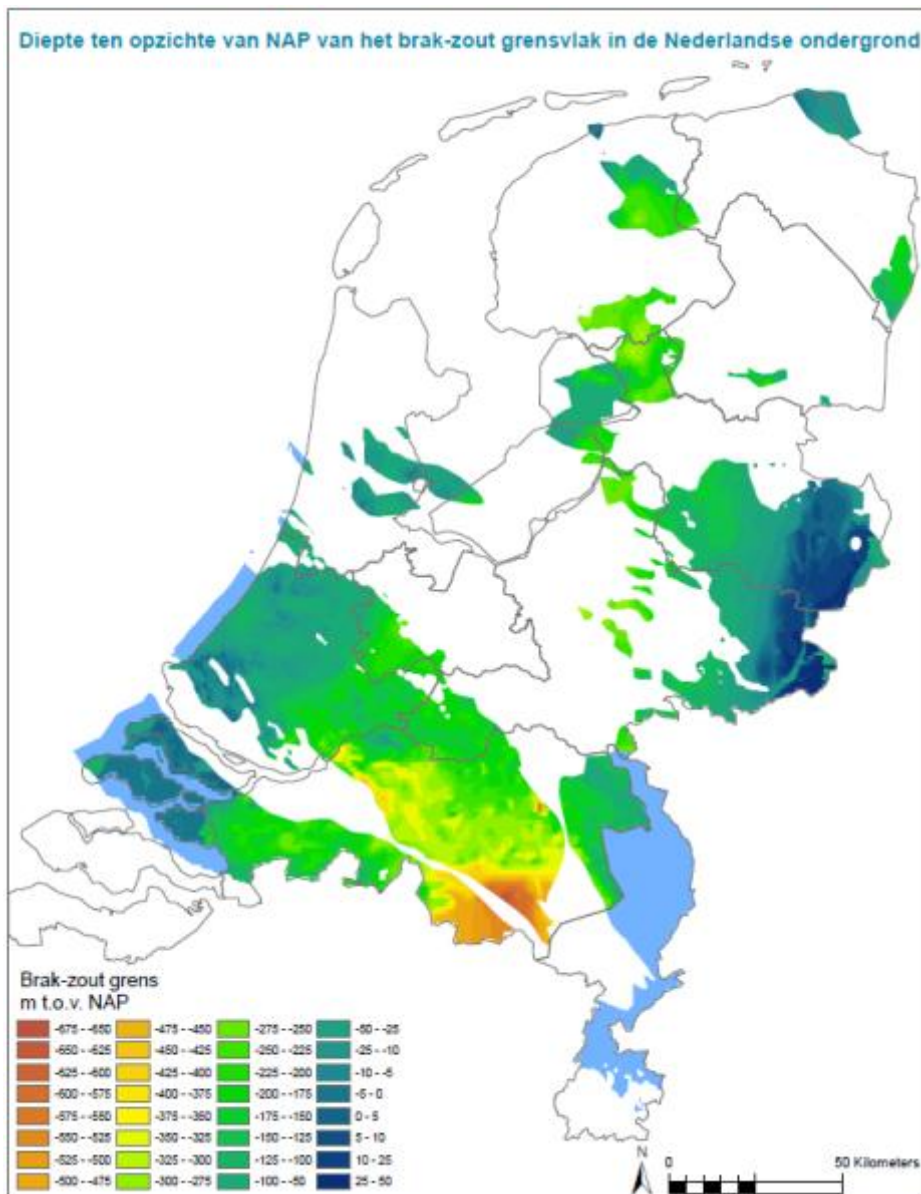 Diepte ten opzichte van NAP van het brak-zout grensvlak in de Nederlandse ondergrond
Brak-zout grens
m t.o.v. NAP
-675 - -650 -475 - -450 -275 - -250 -50 - -25
-650 - -625 -450 - -425 -250 - -225 -25 - -10
-625 - -600 -425 - -400 -225 - -200 -10 - -5
-600 - -575 -400 - -375 -200 - -175 -5 - 0
-575 - -550 -375 - -350 -175 - -150 0 - 5
-550 - -525 -350 - -325 -150 - -125 5 - 10
-525 - -500 -325 - -300 -125 - -100 10 - 25
-500 - -475 -300 - -275 -100 - -50 25 - 50
N
0 50 Kilometers